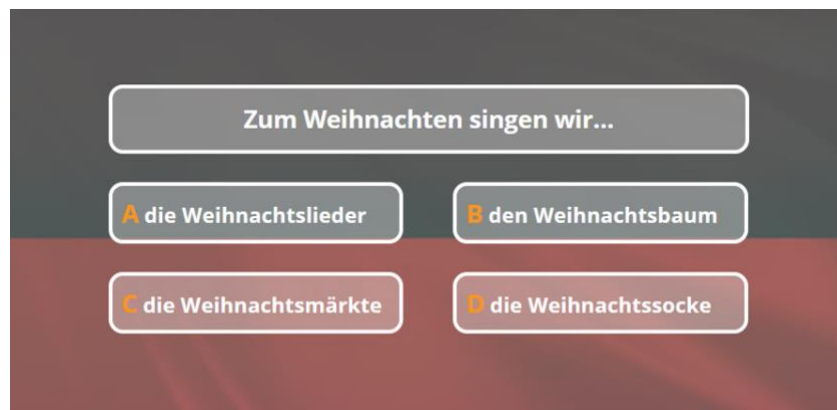 Zum Weihnachten singen wir...
A die Weihnachtslieder
B den Weihnachtsbaum
C die Weihnachtsmärkte
D die Weihnachtssocke